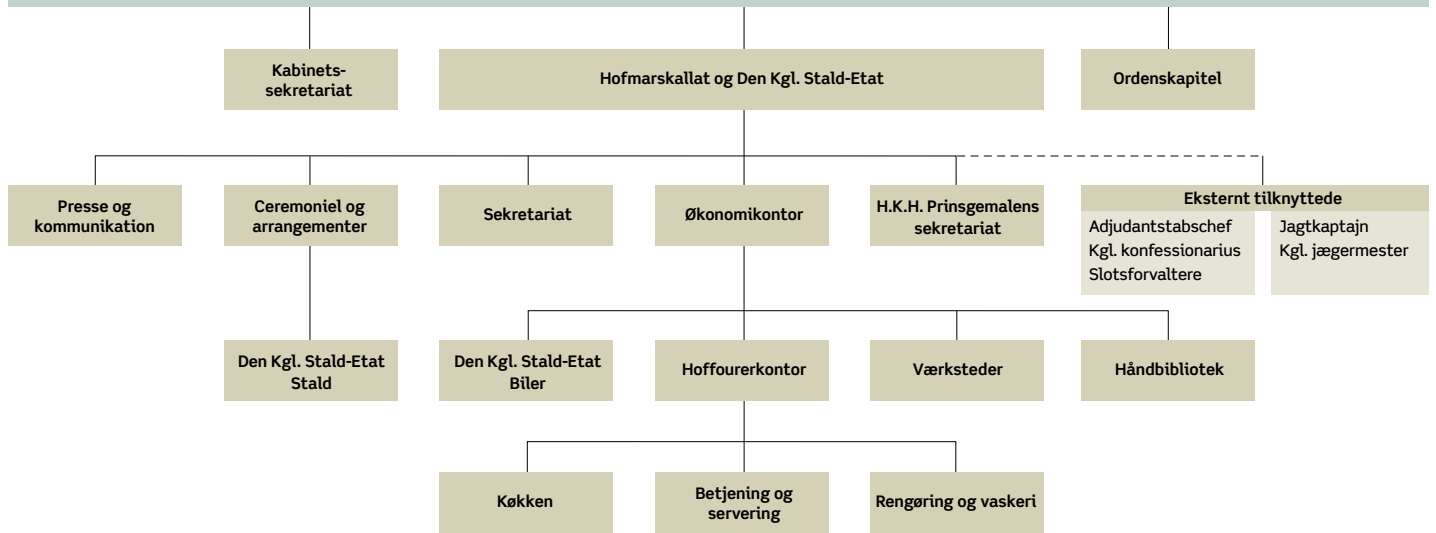 Kabinets-
sekretariat
Hofmarskallat og Den Kgl. Stald-Etat
Ordenskapitel
Presse og
kommunikation
Ceremoniel og
arrangementer
Sekretariat
Økonomikontor
H.K.H. Prinsgemalens
sekretariat
Eksternt tilknyttede
Adjudantstabschef
Kgl. konfessionarius
Slotsforvaltere
Jagtkaptajn
Kgl. jægermester
Den Kgl. Stald-Etat
Stald
Den Kgl. Stald-Etat
Biler
Hoffourerkontor
Værksteder
Håndbibliotek
Køkken
Betjening og
servering
Rengøring og vaskeri